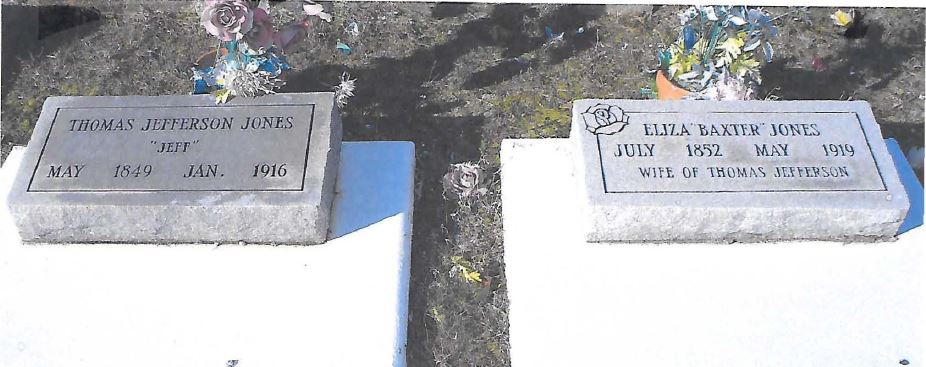 THOMAS JEFFERSON JONES
"JEFF"
MAY 1849 JAN. 1916
ELIZA "BAXTER" JONES
JULY 1852 MAY 1919
WIFE OF THOMAS JEFFERSON